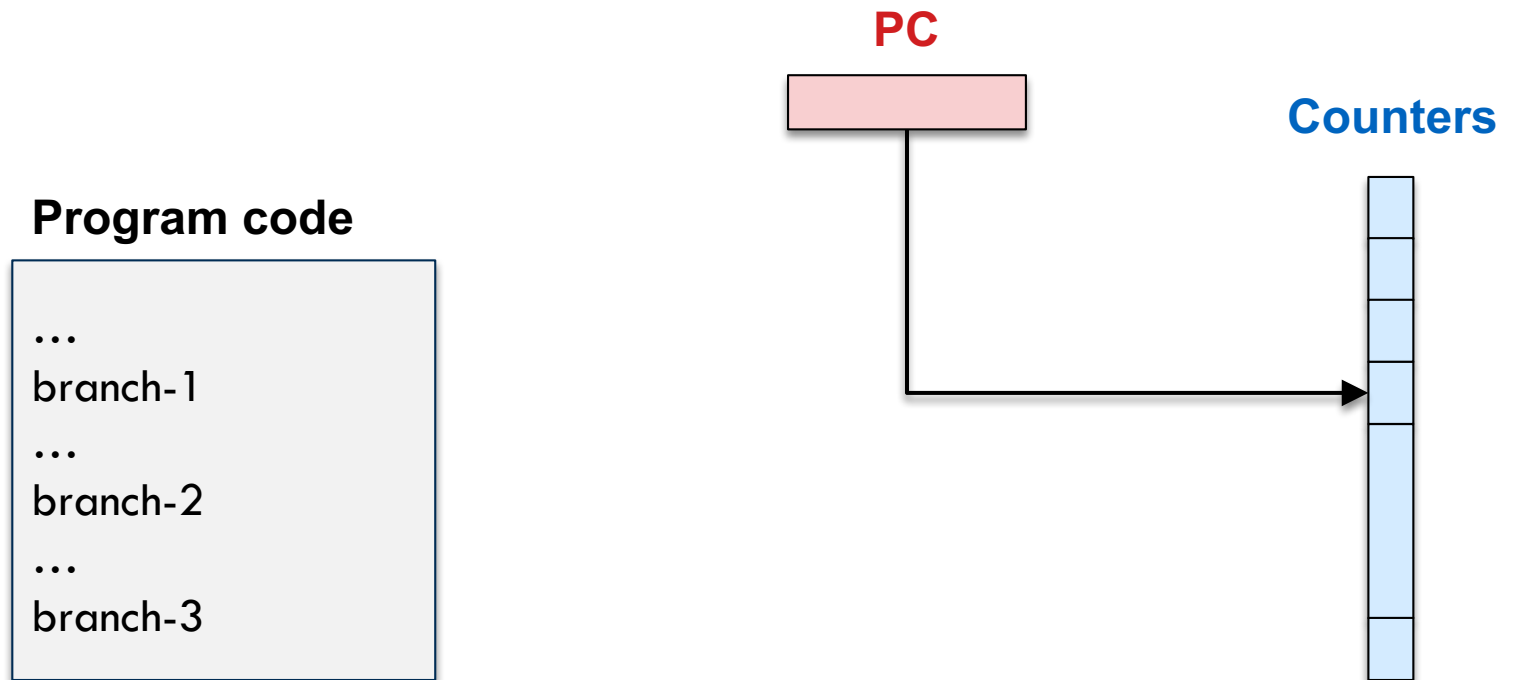 PC
Counters
Program code
...
branch-1
...
branch-2
...
branch-3